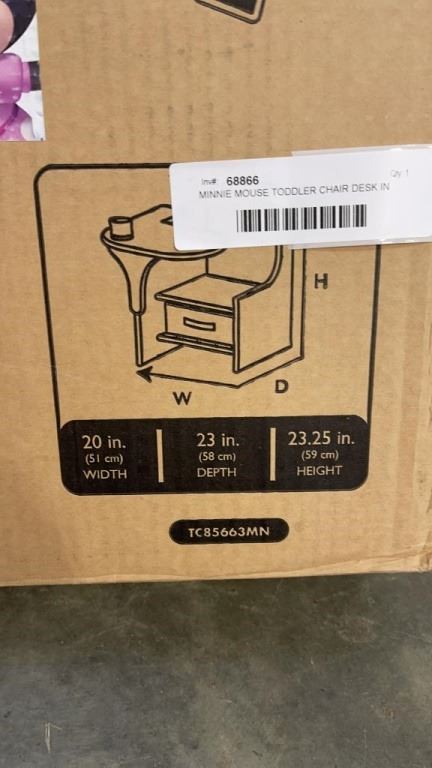 Inv#: 68866 Qty: 1
MINNIE MOUSE TODDLER CHAIR DESK IN
H
W D
20 in. 23 in. 23.25 in.
(51 cm) (58 cm) (59 cm)
WIDTH DEPTH HEIGHT
TC85663MN